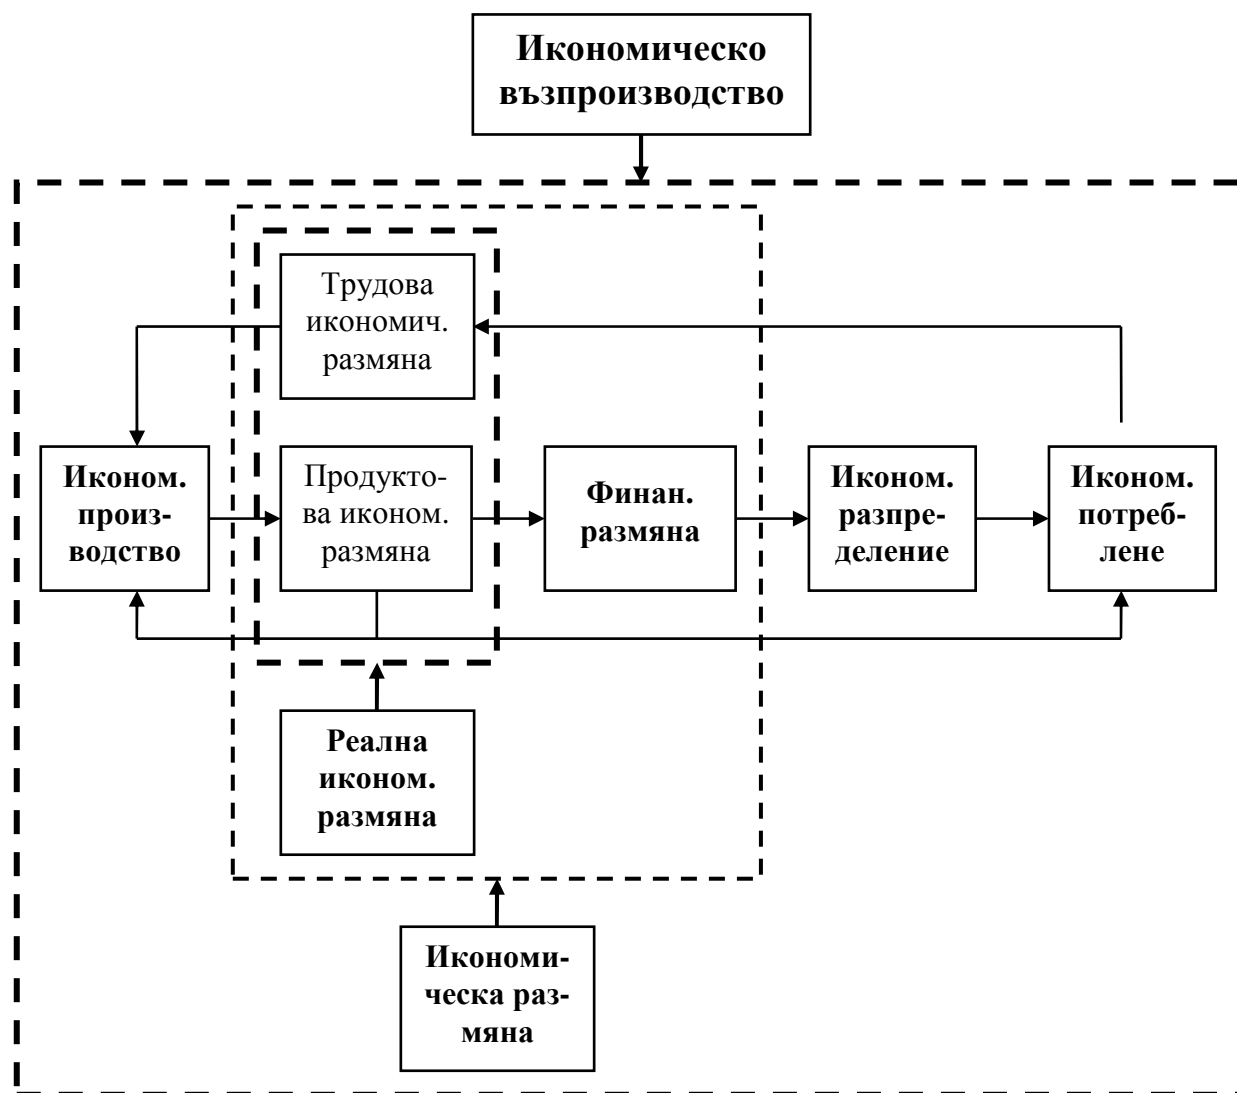 Икономическо
възпроизводство
Трудова
икономич.
размяна
Иконом.
произ-
водство
Продукто-
ва иконом.
размяна
Финан.
размяна
Иконом.
разпре-
деление
Иконом.
потреб-
лене
Реална
иконом.
размяна
Икономи-
ческа раз-
мяна